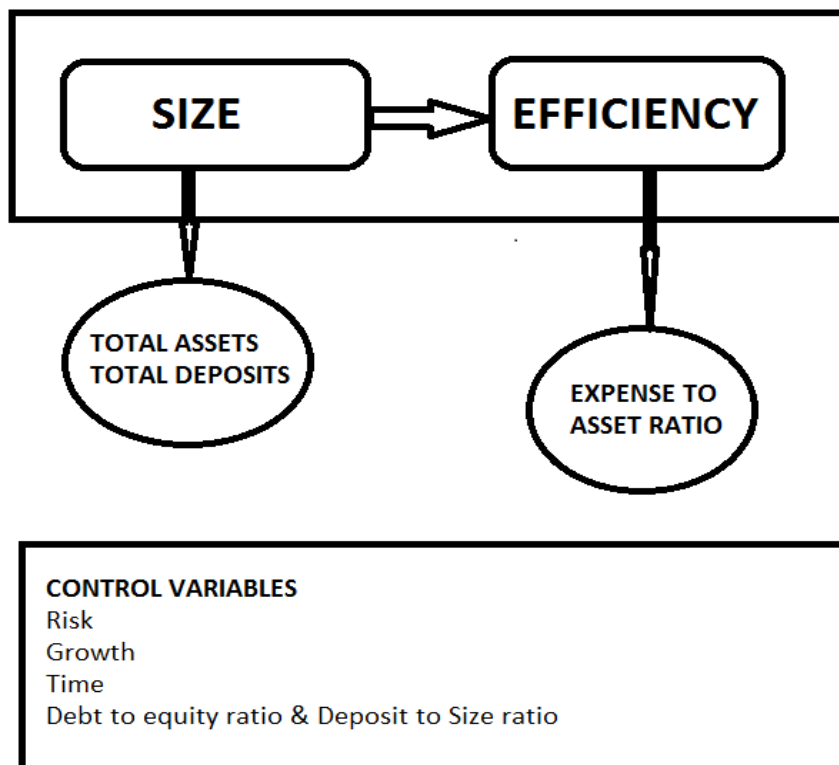 SIZE
EFFICIENCY
TOTAL ASSETS
TOTAL DEPOSITS
EXPENSE TO
ASSET RATIO
CONTROL VARIABLES
Risk
Growth
Time
Debt to equity ratio & Deposit to Size ratio